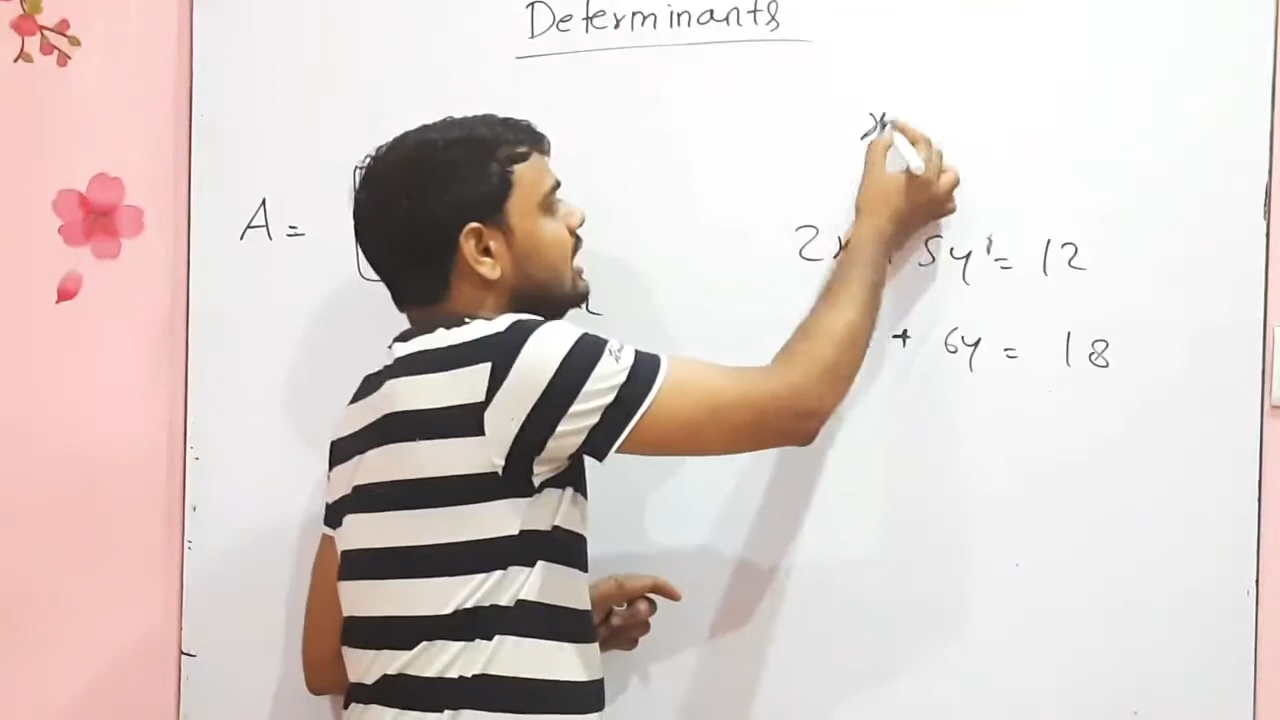 Determinants
x
A =
2x 5y = 12
+ 6y = 18